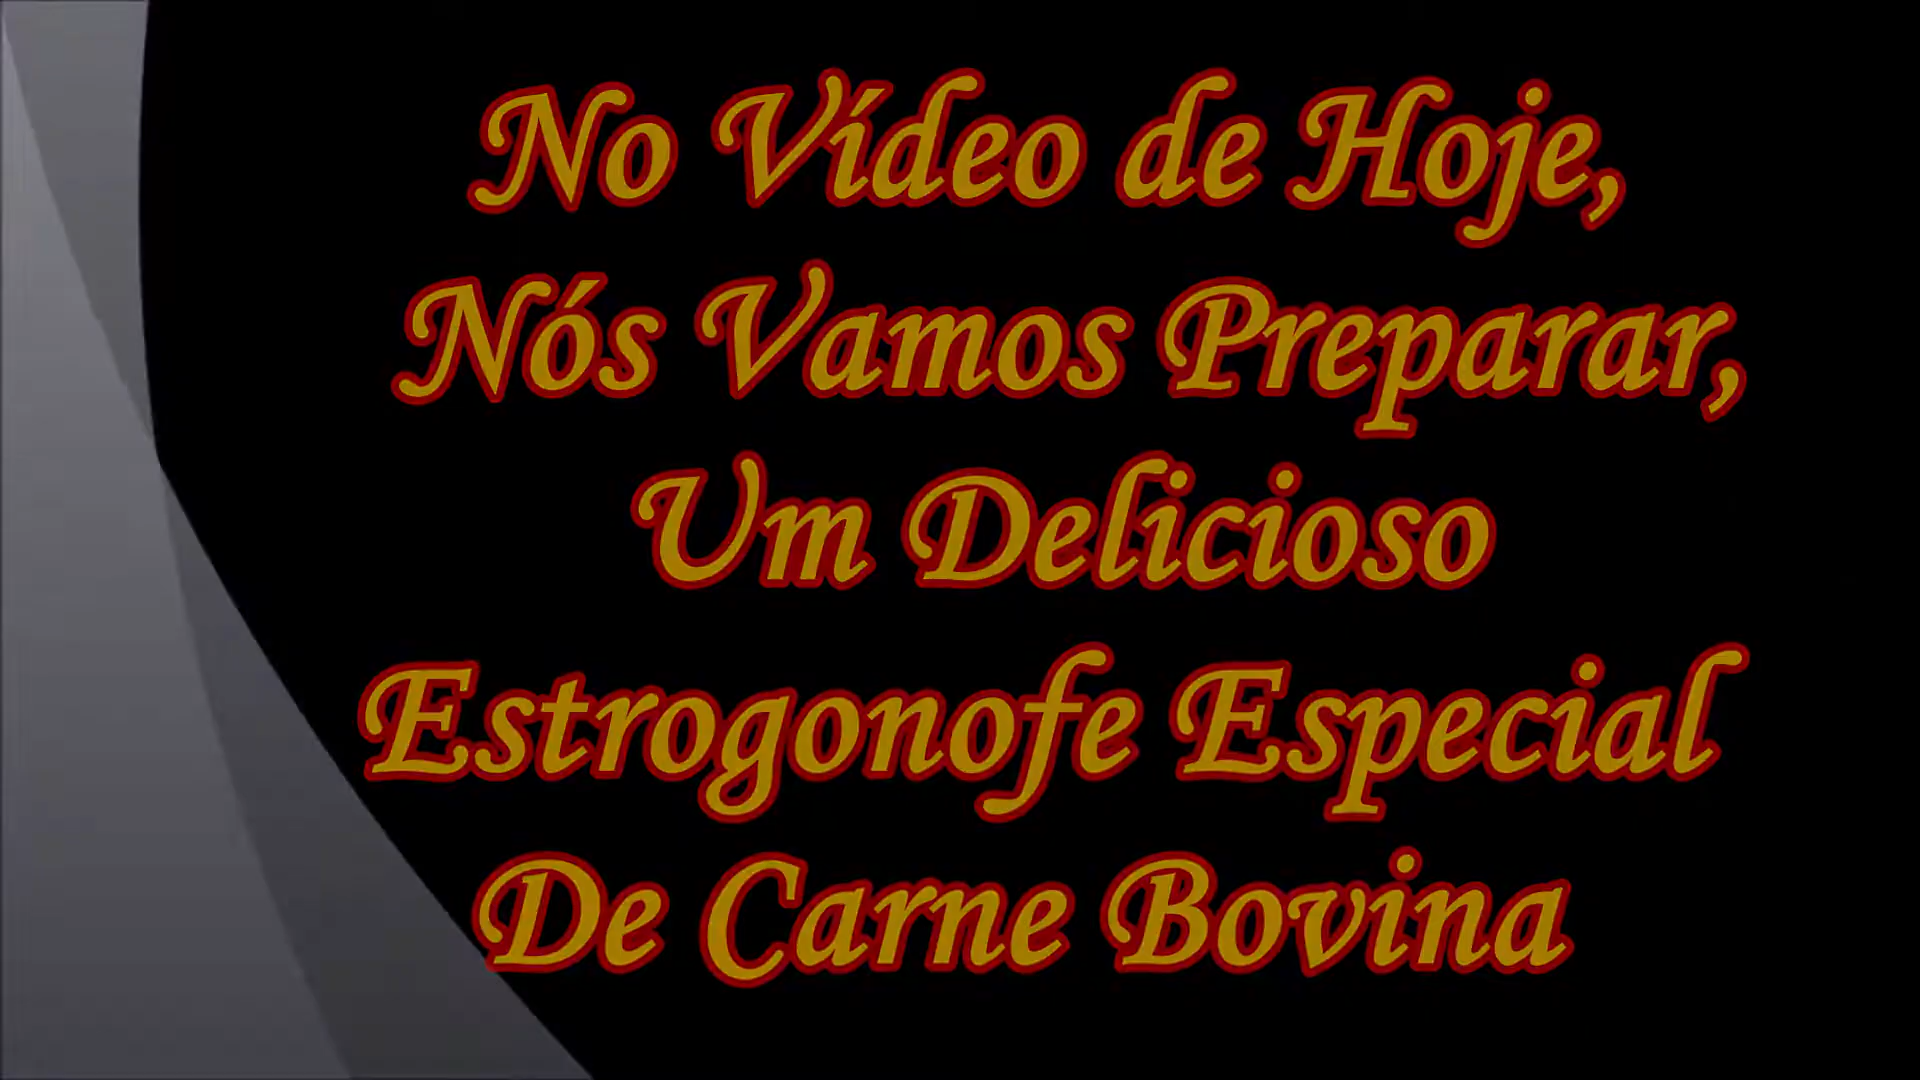 No Vídeo de Hoje,
Nós Vamos Preparar,
Um Delicioso
Estrogonofe Especial
De Carne Bovina